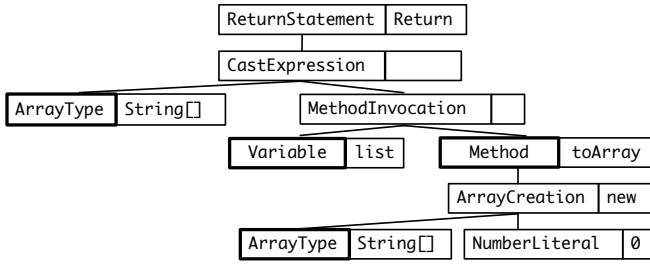 ReturnStatement Return
CastExpression
ArrayType String[] MethodInvocation
Variable list Method toArray
ArrayCreation new
ArrayType String[] NumberLiteral 0